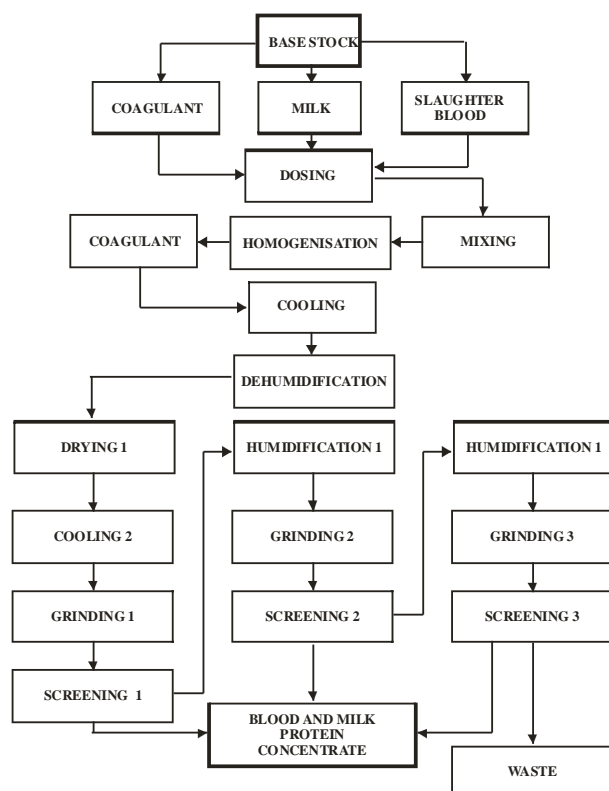 BASE STOCK
COAGULANT
MILK
SLAUGHTER
BLOOD
DOSING
COAGULANT
HOMOGENISATION
MIXING
COOLING
DEHUMIDIFICATION
DRYING 1
HUMIDIFICATION 1
HUMIDIFICATION 1
COOLING 2
GRINDING 2
GRINDING 3
GRINDING 1
SCREENING 2
SCREENING 3
SCREENING 1
BLOOD AND MILK
PROTEIN
CONCENTRATE
WASTE